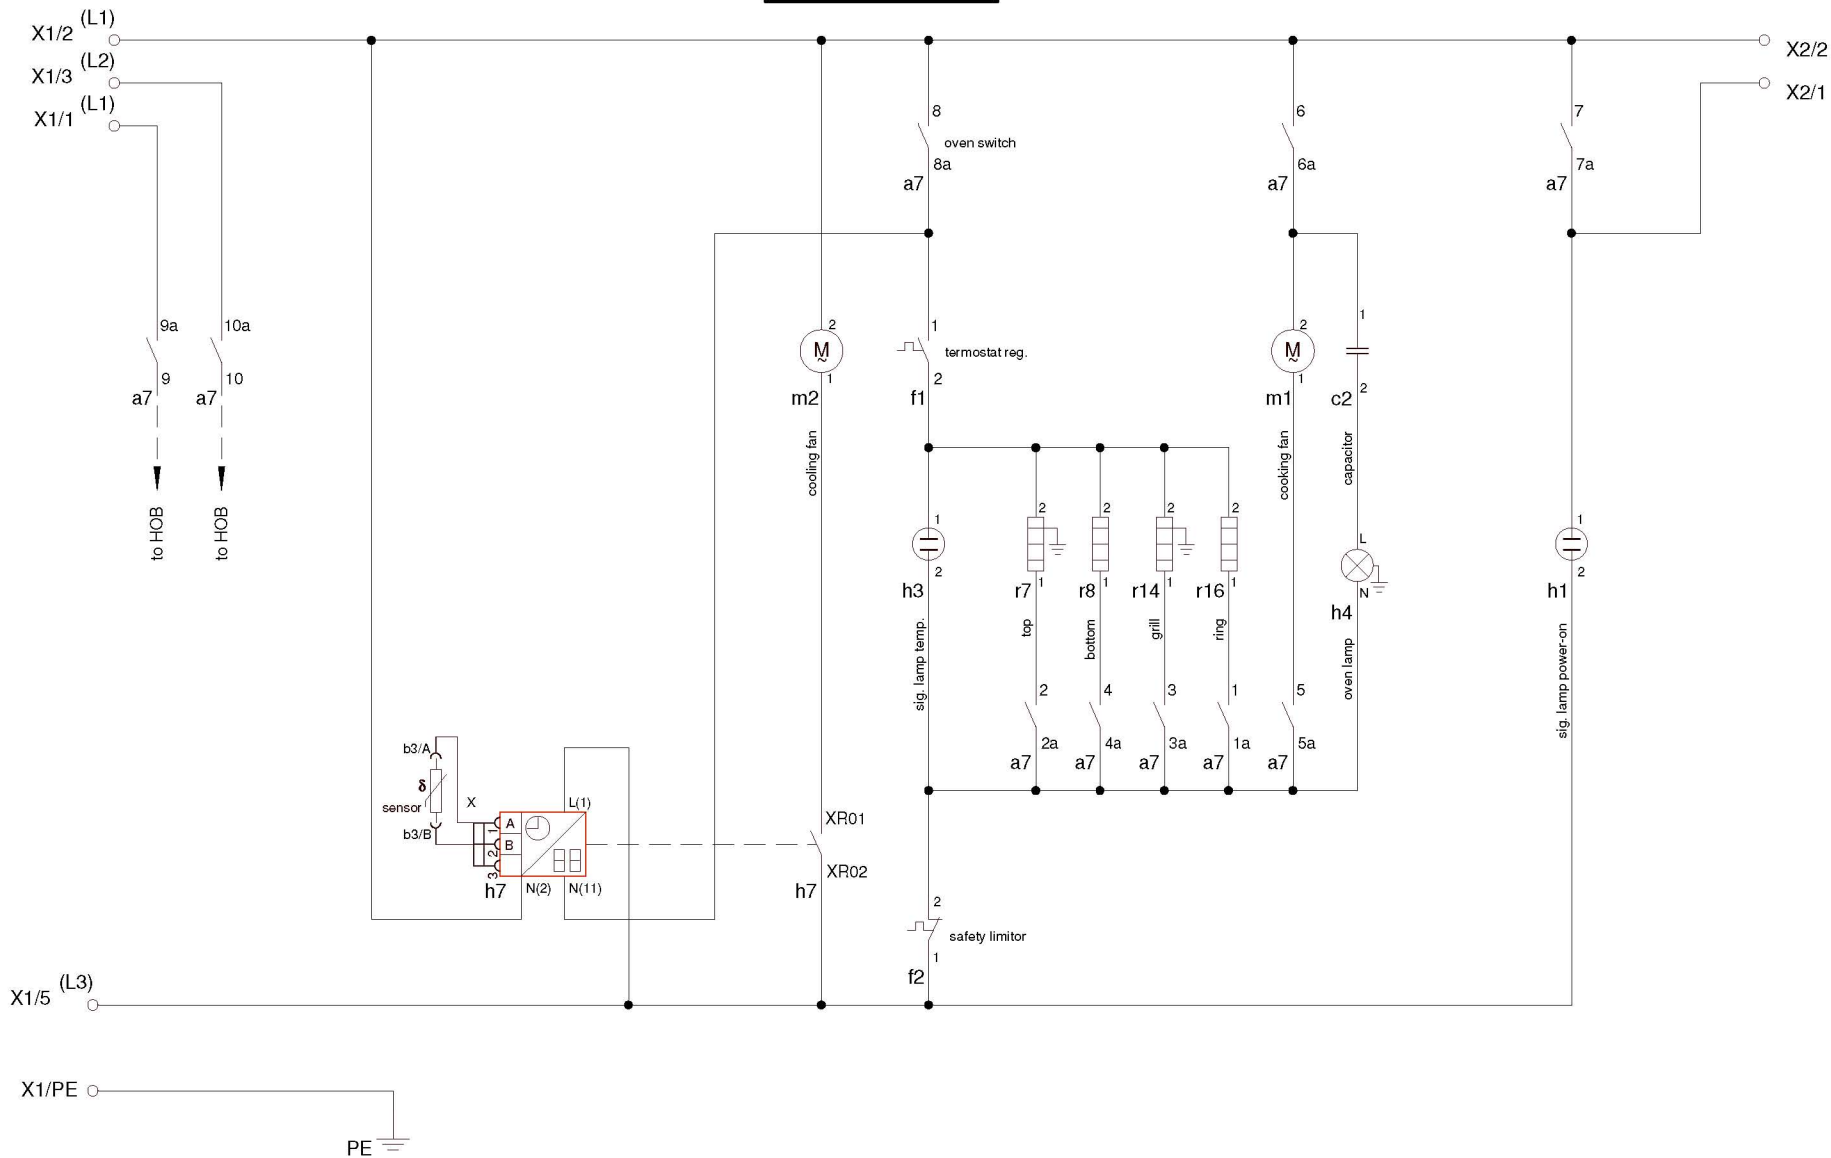 X1/2 (L1)
X1/3 (L2)
X1/1 (L1)
X2/2
X2/1
8
oven switch
8a
a7
6
6a
a7
7
7a
a7
9a
9
a7
10a
10
a7
to HOB
to HOB
2
M
~
1
m2
cooling fan
1
termostat reg.
2
f1
2
M
~
1
m1
cooking fan
1
2
c2
capacitor
1
2
h3
sig. lamp temp.
2
1
r7
top
2
1
r8
bottom
2
1
r14
grill
2
1
r16
ring
L
N
h4
oven lamp
1
2
h1
sig. lamp power-on
2
2a
a7
4
4a
a7
3
3a
a7
1
1a
a7
5
5a
a7
b3/A
δ
sensor
b3/B
X
L(1)
A
B
1
2
3
h7
N(2)
N(11)
XR01
XR02
h7
2
safety limitor
1
f2
X1/5 (L3)
X1/PE
PE